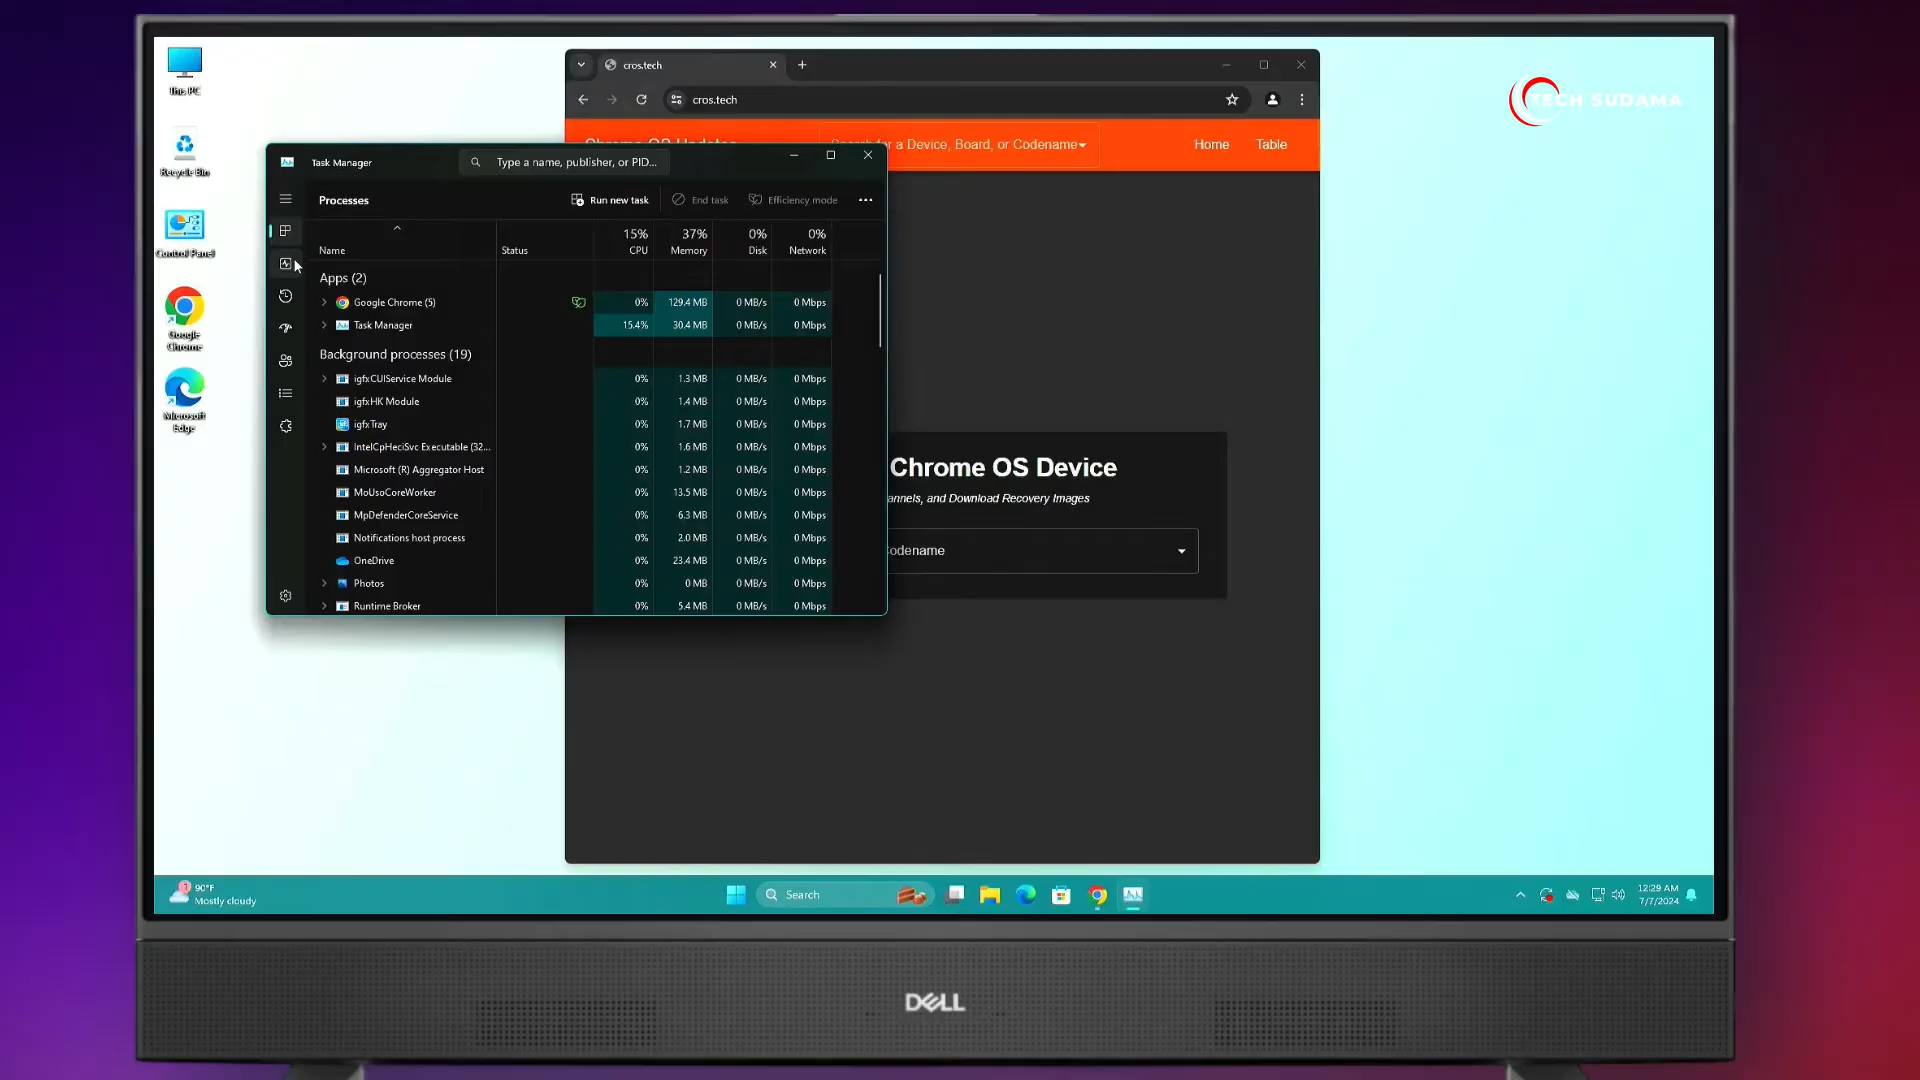 This PC
Recycle Bin
Control Panel
Google
Chrome
Microsoft
Edge
cros.tech
cros.tech
TECH SUDAMA
Chrome OS Updates
Search for a Device, Board, or Codename
Home
Table
Task Manager
Type a name, publisher, or PID...
Processes
Run new task
End task
Efficiency mode
15%
37%
0%
0%
Name
Status
CPU
Memory
Disk
Network
Apps (2)
Google Chrome (5)
0%
129.4 MB
0 MB/s
0 Mbps
Task Manager
15.4%
30.4 MB
0 MB/s
0 Mbps
Background processes (19)
igfxCUIService Module
0%
1.3 MB
0 MB/s
0 Mbps
igfxHK Module
0%
1.4 MB
0 MB/s
0 Mbps
igfxTray
0%
1.7 MB
0 MB/s
0 Mbps
IntelCpHeciSvc Executable (32...
0%
1.6 MB
0 MB/s
0 Mbps
Microsoft (R) Aggregator Host
0%
1.2 MB
0 MB/s
0 Mbps
MoUsoCoreWorker
0%
13.5 MB
0 MB/s
0 Mbps
MpDefenderCoreService
0%
6.3 MB
0 MB/s
0 Mbps
Notifications host process
0%
2.0 MB
0 MB/s
0 Mbps
OneDrive
0%
23.4 MB
0 MB/s
0 Mbps
Photos
0%
0 MB
0 MB/s
0 Mbps
Runtime Broker
0%
5.4 MB
0 MB/s
0 Mbps
Chrome OS Device
annels, and Download Recovery Images
odename
1
90°F
Mostly cloudy
Search
12:29 AM
7/7/2024
DELL